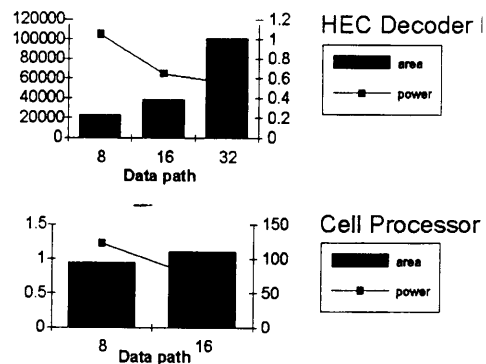 HEC Decoder
120000
100000
80000
60000
40000
20000
0
1.2
1
0.8
0.6
0.4
0.2
0
area
power
8 16 32
Data path
Cell Processor
1.5
1
0.5
0
150
100
50
0
area
power
8 16
Data path